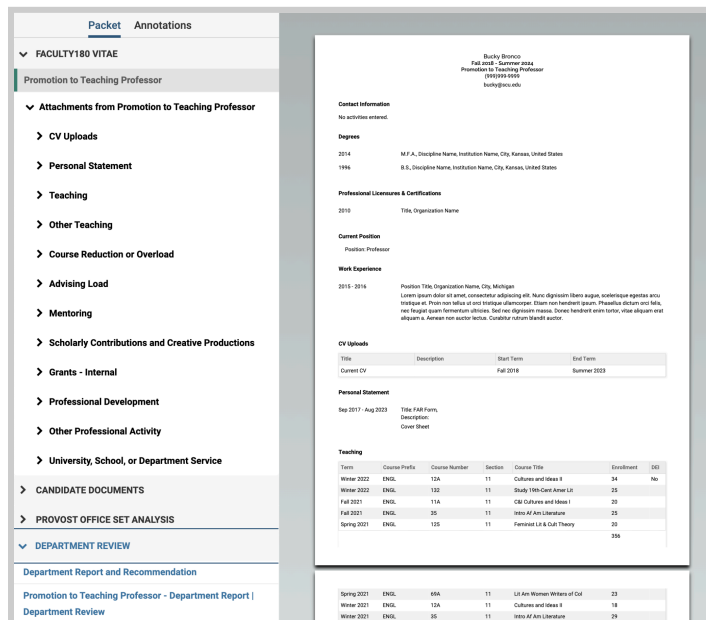 Packet Annotations
FACULTY180 VITAE
Promotion to Teaching Professor
Attachments from Promotion to Teaching Professor
CV Uploads
Personal Statement
Teaching
Other Teaching
Course Reduction or Overload
Advising Load
Mentoring
Scholarly Contributions and Creative Productions
Grants - Internal
Professional Development
Other Professional Activity
University, School, or Department Service
CANDIDATE DOCUMENTS
PROVOST OFFICE SET ANALYSIS
DEPARTMENT REVIEW
Department Report and Recommendation
Promotion to Teaching Professor - Department Report |
Department Review
Bucky Bronco
Fall 2018 - Summer 2024
Promotion to Teaching Professor
(999)999-9999
bucky@scu.edu
Contact Information
No activities entered.
Degrees
2014 M.F.A., Discipline Name, Institution Name, City, Kansas, United States
1996 B.S., Discipline Name, Institution Name, City, Kansas, United States
Professional Licensures & Certifications
2010 Title, Organization Name
Current Position
Position: Professor
Work Experience
2015 - 2016 Position Title, Organization Name, City, Michigan
Lorem ipsum dolor sit amet, consectetur adipiscing elit. Nunc dignissim libero augue, scelerisque egestas arcu
tristique et. Proin non tellus ut orci tristique ullamcorper. Etiam non hendrerit ipsum. Phasellus dictum orci felis,
nec feugiat quam fermentum ultricies. Sed nec dignissim massa. Donec hendrerit enim tortor, vitae aliquam erat
aliquam a. Aenean non auctor lectus. Curabitur rutrum blandit auctor.
CV Uploads
Title Description Start Term End Term
Current CV Fall 2018 Summer 2023
Personal Statement
Sep 2017 - Aug 2023 Title: FAR Form,
Description:
Cover Sheet
Teaching
Term Course Prefix Course Number Section Course Title Enrollment DEI
Winter 2022 ENGL 12A 11 Cultures and Ideas II 34 No
Winter 2022 ENGL 132 11 Study 19th-Cent Amer Lit 25
Fall 2021 ENGL 11A 11 C&I Cultures and Ideas I 20
Fall 2021 ENGL 35 11 Intro Af Am Literature 25
Spring 2021 ENGL 125 11 Feminist Lit & Cult Theory 20
356
Spring 2021 ENGL 69A 11 Lit Am Women Writers of Col 23
Winter 2021 ENGL 12A 11 Cultures and Ideas II 18
Winter 2021 ENGL 35 11 Intro Af Am Literature 29